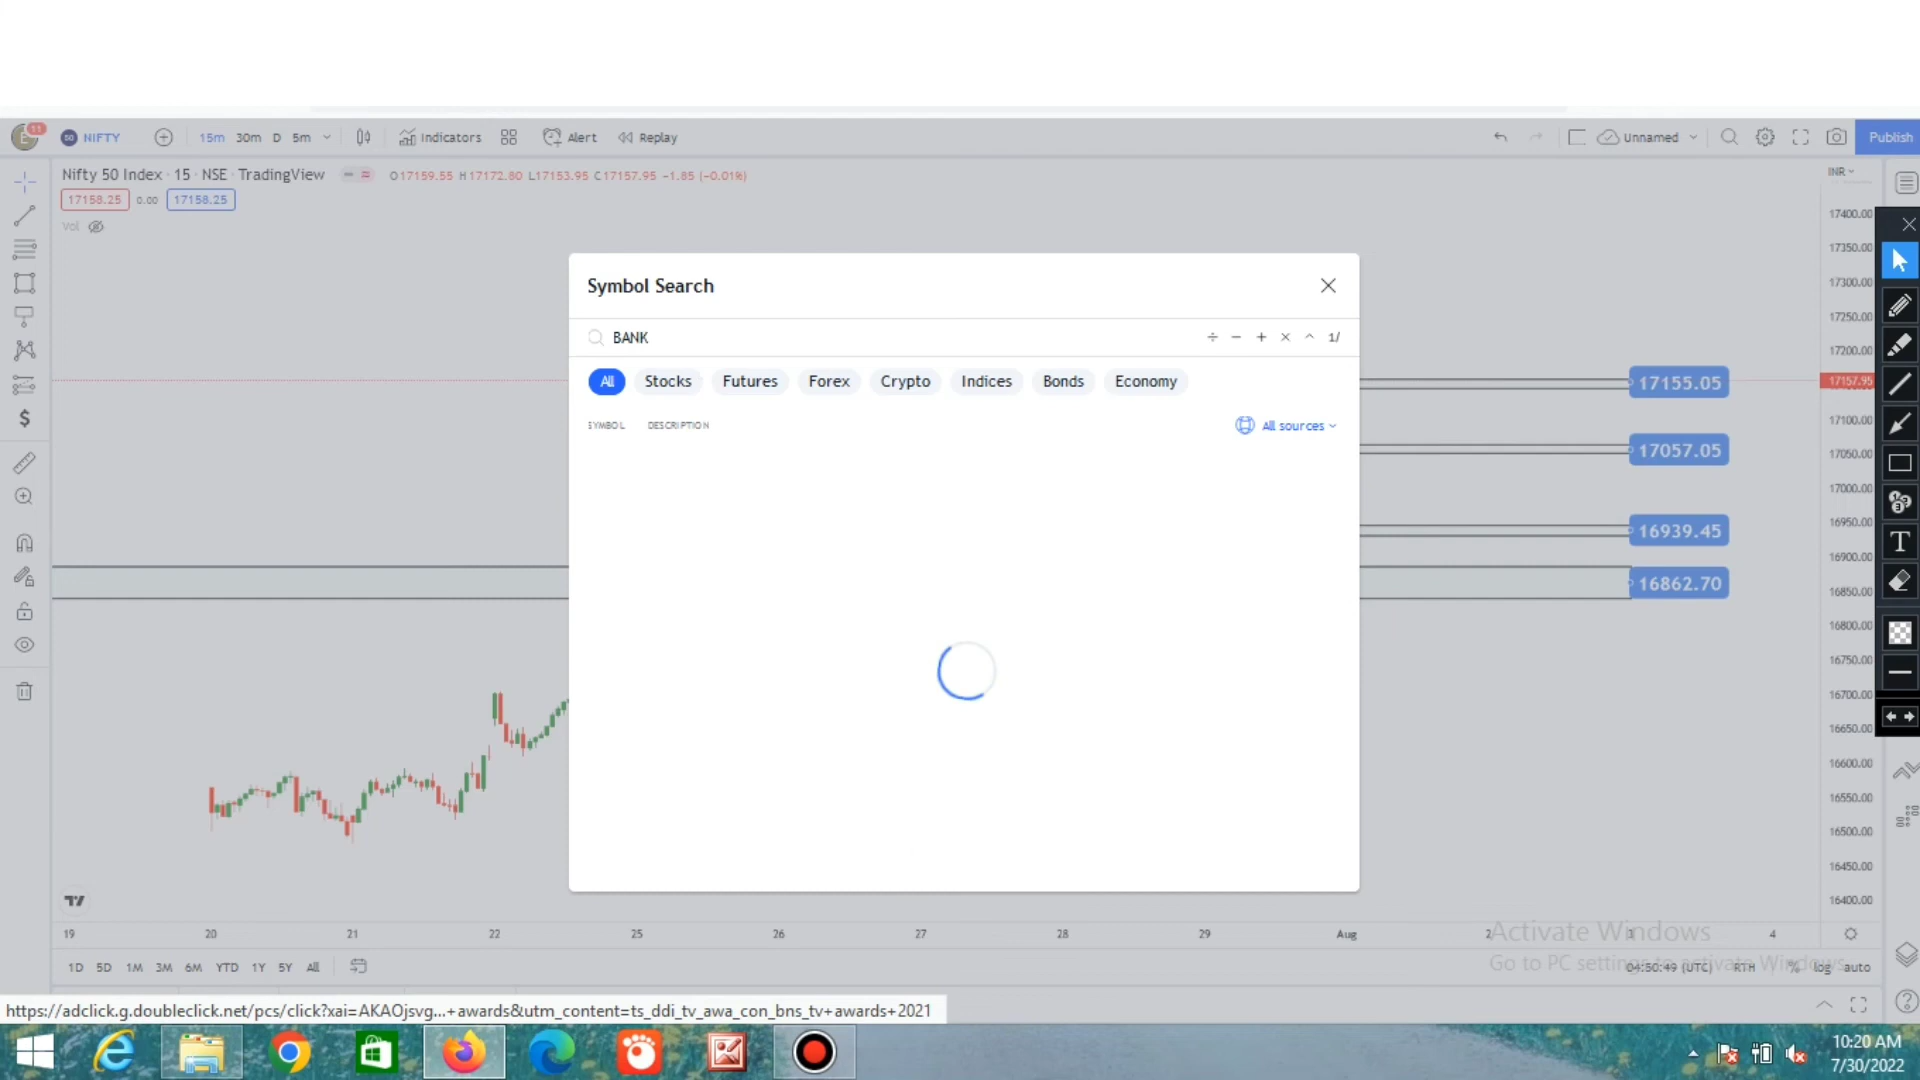 11 50 NIFTY 15m 30m D 5m Indicators Alert Replay Unnamed Publish
Nifty 50 Index · 15 · NSE · TradingView O17159.55 H17172.80 L17153.95 C17157.95 −1.85 (−0.01%) INR
17158.25 0.00 17158.25
Vol
17400.00
17350.00
17300.00
17250.00
17200.00
17157.95
17100.00
17050.00
17000.00
16950.00
16900.00
16850.00
16800.00
16750.00
16700.00
16650.00
16600.00
16550.00
16500.00
16450.00
16400.00
Symbol Search
BANK ÷ − + × ^ 1/
All Stocks Futures Forex Crypto Indices Bonds Economy
SYMBOL DESCRIPTION All sources
17155.05
17057.05
16939.45
16862.70
T
19 20 21 22 25 26 27 28 29 Aug 2 3 4
Activate Windows
Go to PC settings to activate Windows.
1D 5D 1M 3M 6M YTD 1Y 5Y All 04:50:49 (UTC) RTH % log auto
https://adclick.g.doubleclick.net/pcs/click?xai=AKAOjsvg...+awards&utm_content=ts_ddi_tv_awa_con_bns_tv+awards+2021
10:20 AM
7/30/2022